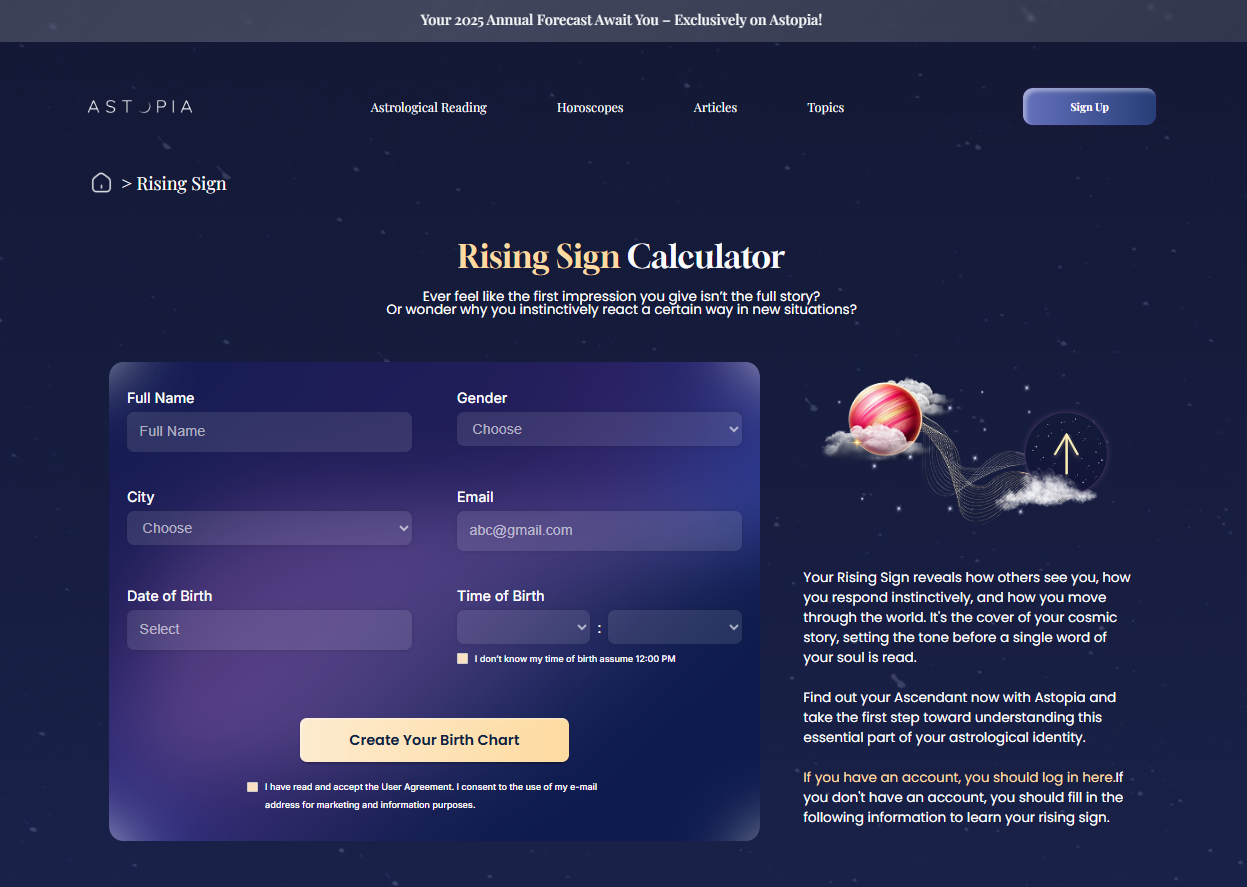 Your 2025 Annual Forecast Await You – Exclusively on Astopia!
ASTOPIA
Astrological Reading
Horoscopes
Articles
Topics
Sign Up
> Rising Sign
Rising Sign Calculator
Ever feel like the first impression you give isn’t the full story?
Or wonder why you instinctively react a certain way in new situations?
Full Name
Gender
Full Name
Choose
City
Email
Choose
abc@gmail.com
Date of Birth
Time of Birth
Select
:
I don’t know my time of birth assume 12:00 PM
Create Your Birth Chart
I have read and accept the User Agreement. I consent to the use of my e-mail
address for marketing and information purposes.
Your Rising Sign reveals how others see you, how
you respond instinctively, and how you move
through the world. It's the cover of your cosmic
story, setting the tone before a single word of
your soul is read.
Find out your Ascendant now with Astopia and
take the first step toward understanding this
essential part of your astrological identity.
If you have an account, you should log in here.If
you don't have an account, you should fill in the
following information to learn your rising sign.